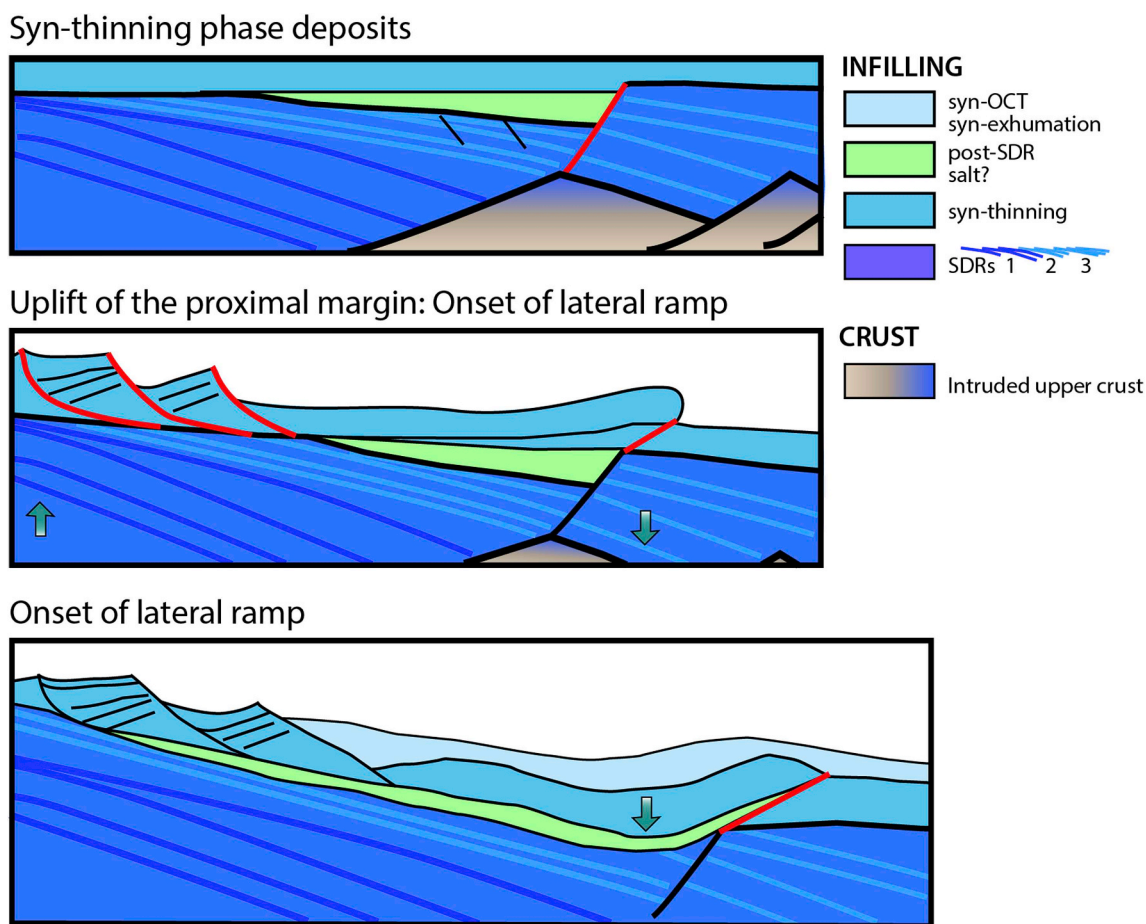 Syn-thinning phase deposits
INFILLING
syn-OCT
syn-exhumation
post-SDR
salt?
syn-thinning
SDRs 1 2 3
Uplift of the proximal margin: Onset of lateral ramp
CRUST
Intruded upper crust
Onset of lateral ramp